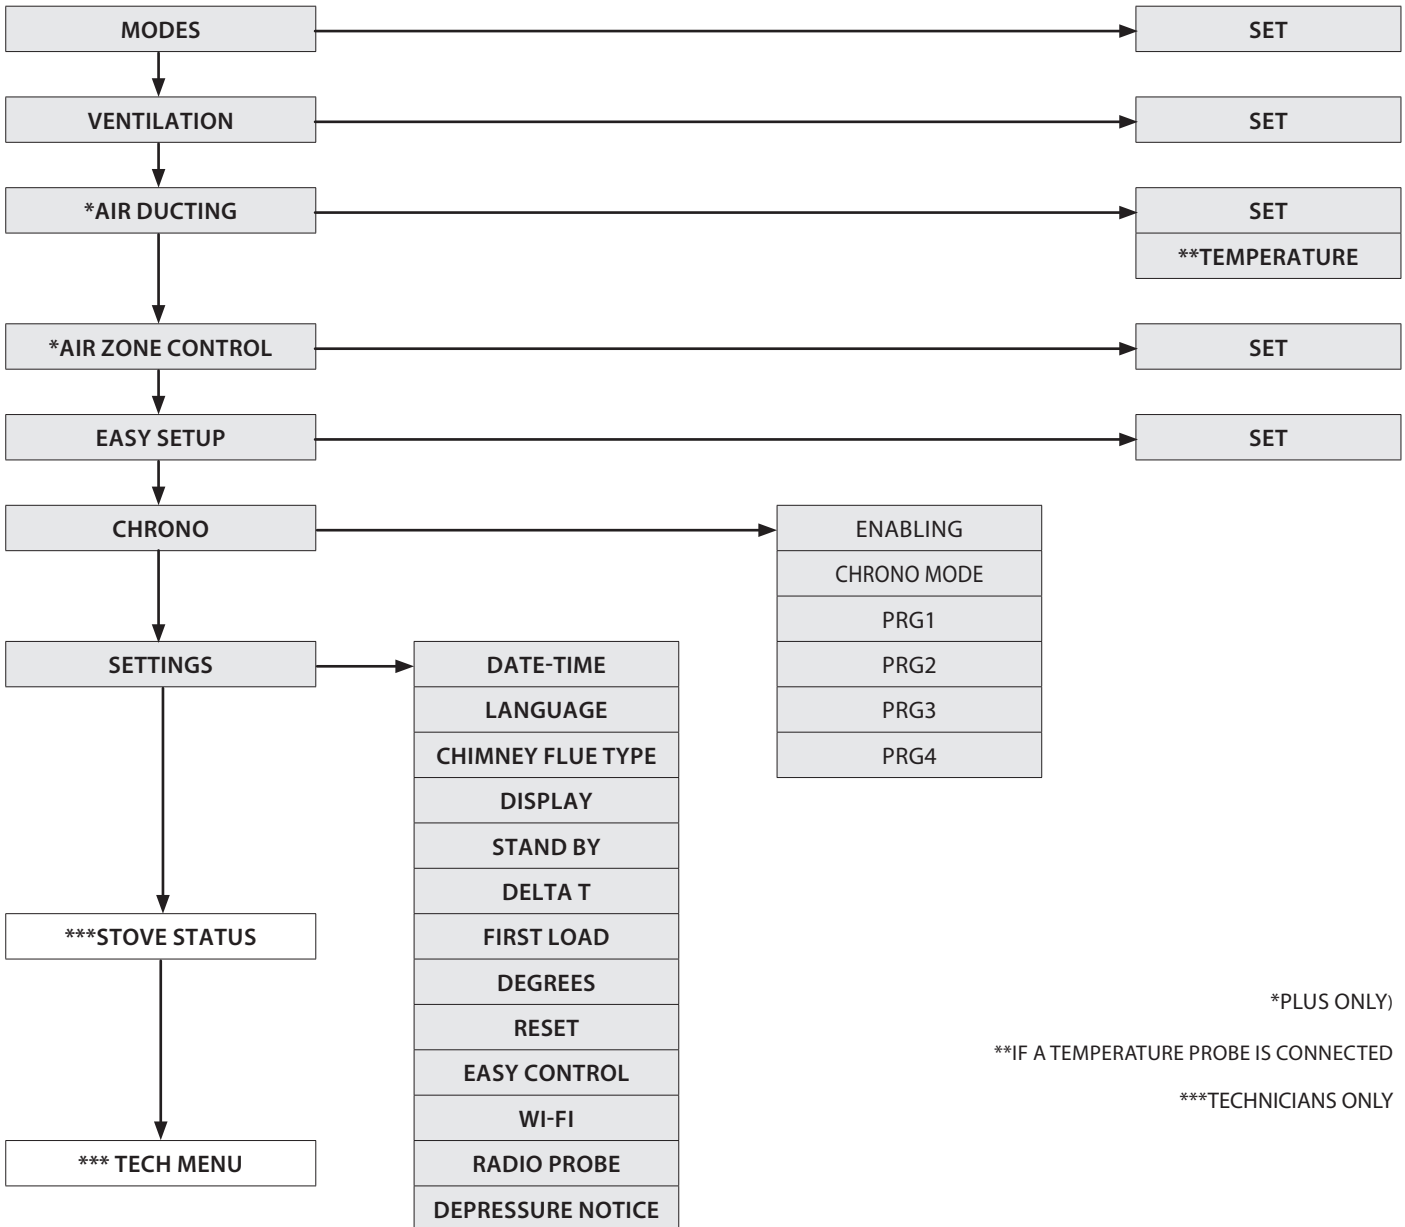 MODES
SET
VENTILATION
SET
*AIR DUCTING
SET
**TEMPERATURE
*AIR ZONE CONTROL
SET
EASY SETUP
SET
CHRONO
ENABLING
CHRONO MODE
PRG1
PRG2
PRG3
PRG4
SETTINGS
DATE-TIME
LANGUAGE
CHIMNEY FLUE TYPE
DISPLAY
STAND BY
DELTA T
FIRST LOAD
DEGREES
RESET
EASY CONTROL
WI-FI
RADIO PROBE
DEPRESSURE NOTICE
***STOVE STATUS
*** TECH MENU
*PLUS ONLY)
**IF A TEMPERATURE PROBE IS CONNECTED
***TECHNICIANS ONLY